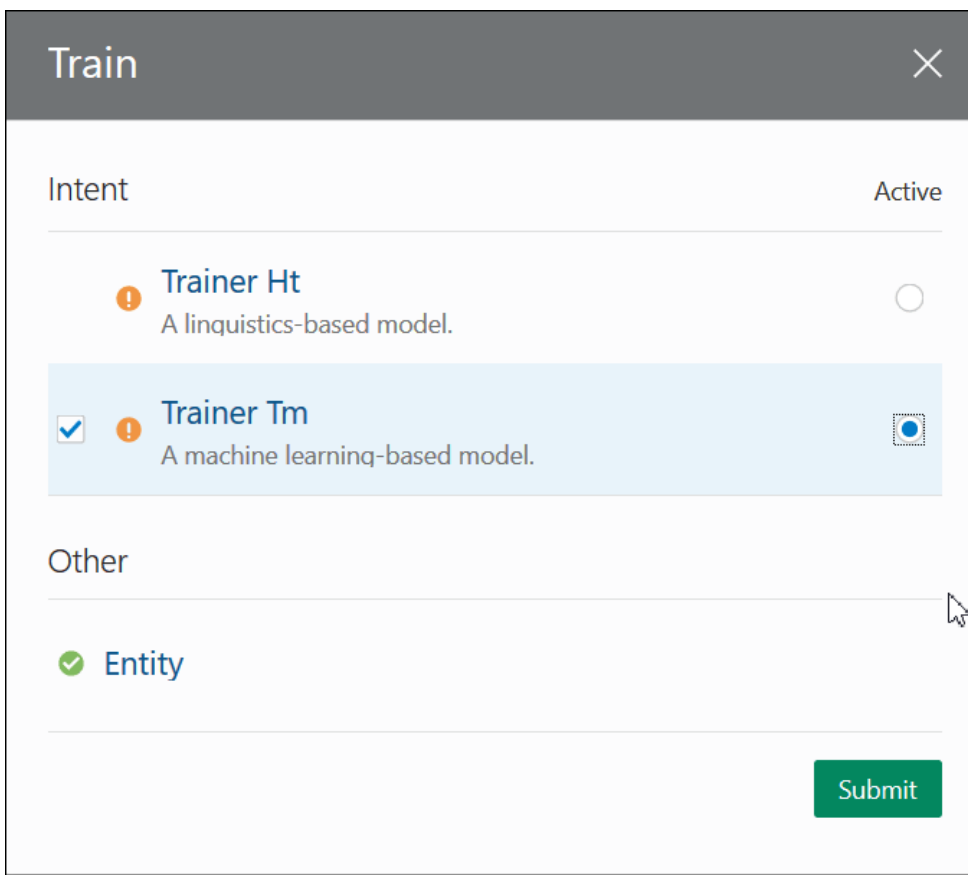 Train
Intent Active
Trainer Ht
A linguistics-based model.
Trainer Tm
A machine learning-based model.
Other
Entity
Submit